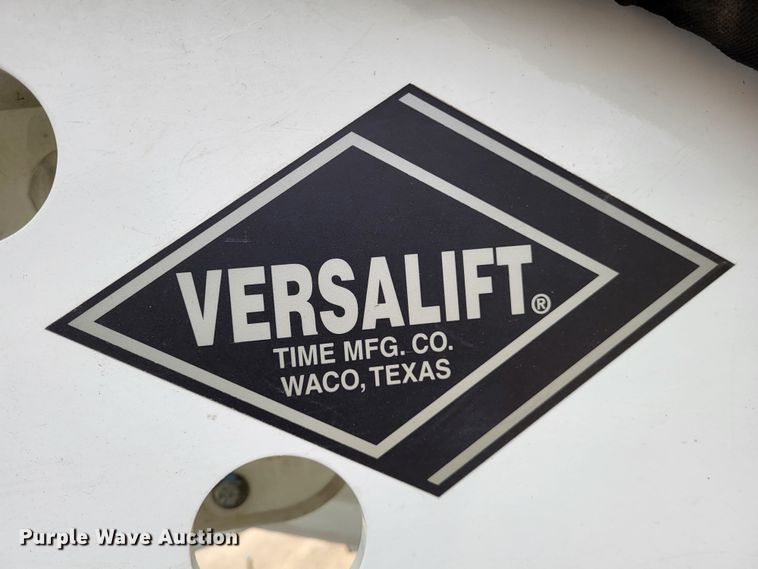 VERSALIFT®
TIME MFG. CO.
WACO, TEXAS
Purple Wave Auction